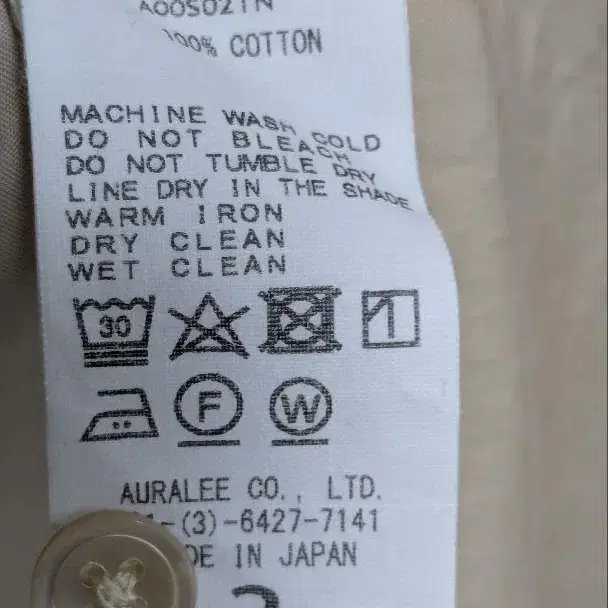 A00S02TN
100% COTTON
MACHINE WASH COLD
DO NOT BLEACH
DO NOT TUMBLE DRY
LINE DRY IN THE SHADE
WARM IRON
DRY CLEAN
WET CLEAN
30
F W
AURALEE CO., LTD.
-(3)-6427-7141
IN JAPAN